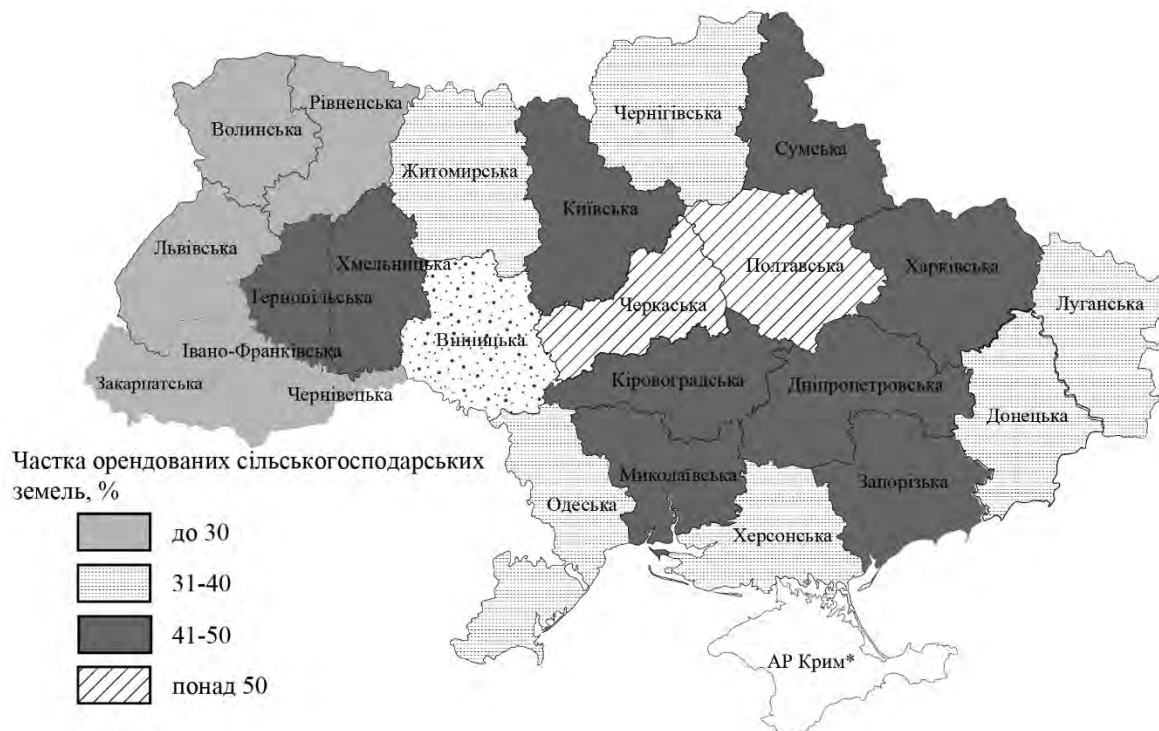 Чернігівська
Рівненська
Волинська
Сумська
Житомирська
Київська
Львівська
Хмельницька
Полтавська
Харківська
Тернопільська
Черкаська
Луганська
Вінницька
Івано-Франківська
Закарпатська
Чернівецька
Кіровоградська
Дніпропетровська
Донецька
Миколаївська
Запорізька
Одеська
Херсонська
АР Крим*
Частка орендованих сільськогосподарських
земель, %
до 30
31-40
41-50
понад 50